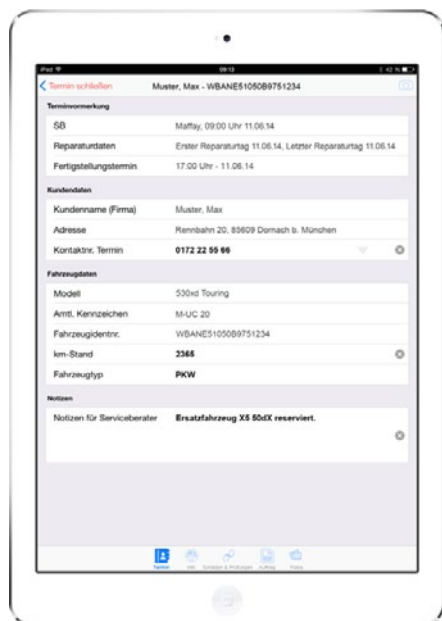 iPad 09:13 42 %
Termin schließen Muster, Max - WBANE51050B9751234
Terminvormerkung
SB Maffay, 09:00 Uhr 11.06.14
Reparaturdaten Erster Reparaturtag 11.06.14, Letzter Reparaturtag 11.06.14
Fertigstellungstermin 17:00 Uhr - 11.06.14
Kundendaten
Kundenname (Firma) Muster, Max
Adresse Rennbahn 20, 85609 Dornach b. München
Kontaktnr. Termin 0172 22 55 66
Fahrzeugdaten
Modell 530xd Touring
Amtl. Kennzeichen M-UC 20
Fahrzeugidentnr. WBANE51050B9751234
km-Stand 2365
Fahrzeugtyp PKW
Notizen
Notizen für Serviceberater Ersatzfahrzeug X5 50dX reserviert.
Termin Schäden & Prüfungen Auftrag Fotos